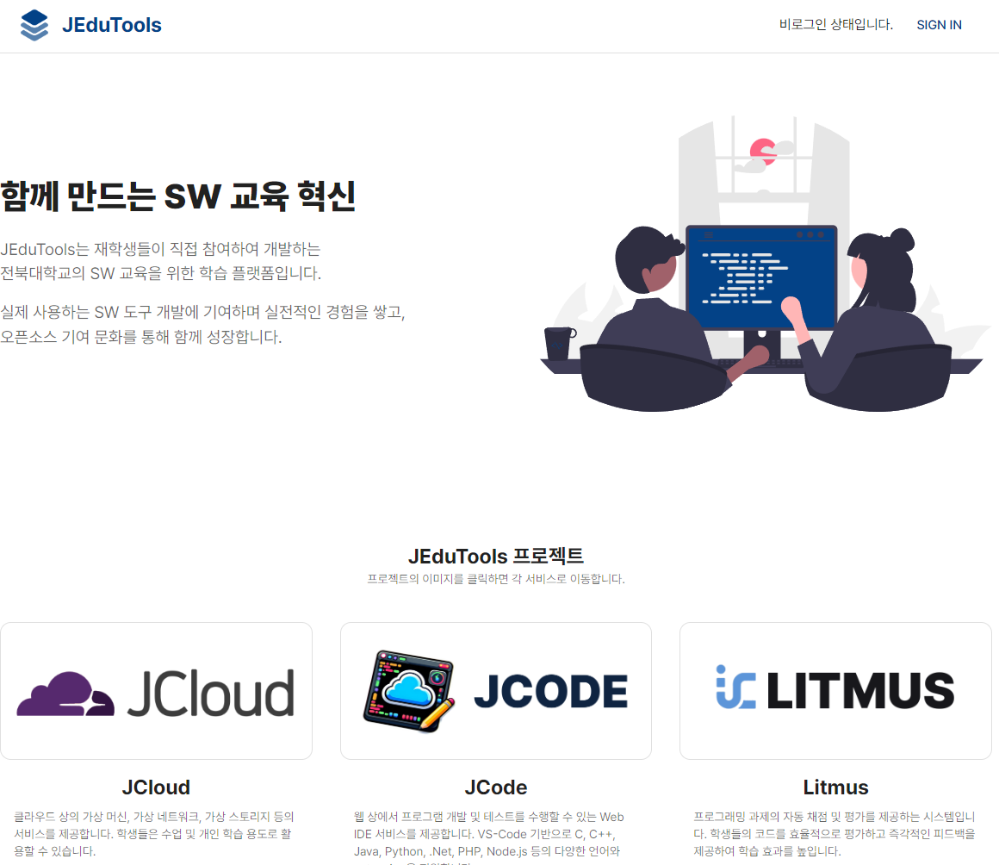 JEduTools
비로그인 상태입니다. SIGN IN
함께 만드는 SW 교육 혁신
JEduTools는 재학생들이 직접 참여하여 개발하는
전북대학교의 SW 교육을 위한 학습 플랫폼입니다.
실제 사용하는 SW 도구 개발에 기여하며 실전적인 경험을 쌓고,
오픈소스 기여 문화를 통해 함께 성장합니다.
JEduTools 프로젝트
프로젝트의 이미지를 클릭하면 각 서비스로 이동합니다.
JCloud
JCODE
LITMUS
JCloud
클라우드 상의 가상 머신, 가상 네트워크, 가상 스토리지 등의
서비스를 제공합니다. 학생들은 수업 및 개인 학습 용도로 활
용할 수 있습니다.
JCode
웹 상에서 프로그램 개발 및 테스트를 수행할 수 있는 Web
IDE 서비스를 제공합니다. VS-Code 기반으로 C, C++,
Java, Python, .Net, PHP, Node.js 등의 다양한 언어와
Litmus
프로그래밍 과제의 자동 채점 및 평가를 제공하는 시스템입니
다. 학생들의 코드를 효율적으로 평가하고 즉각적인 피드백을
제공하여 학습 효과를 높입니다.